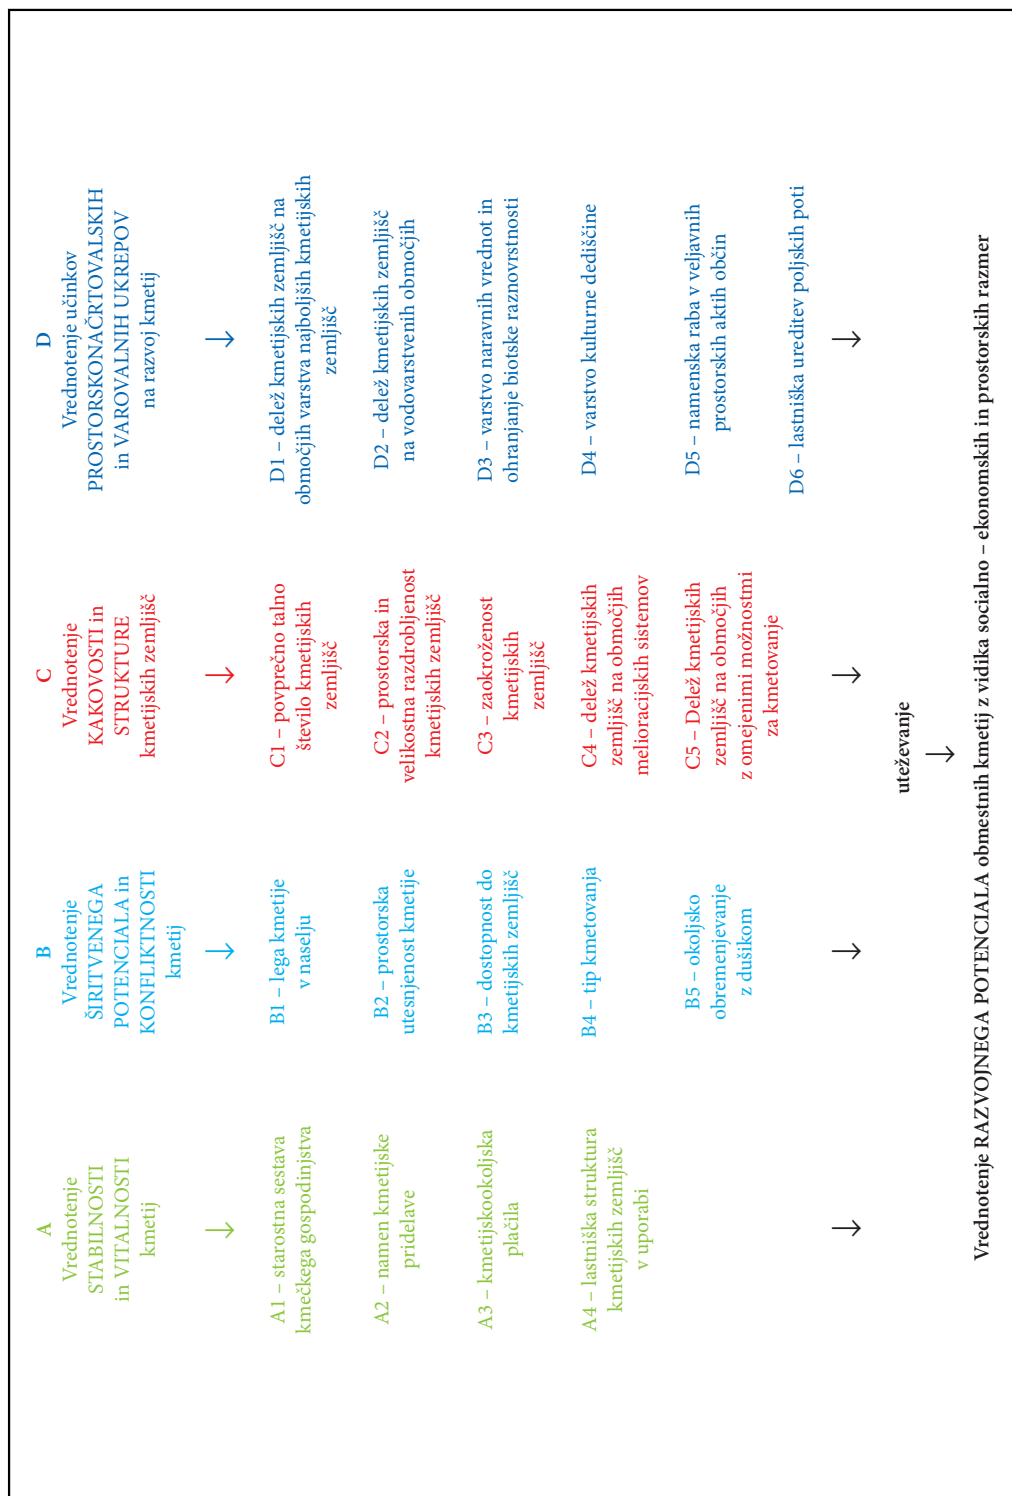 A
Vrednotenje
STABILNOSTI
in VITALNOSTI
kmetij
↓
A1 – starostna sestava
kmečkega gospodinjstva
A2 – namen kmetijske
pridelave
A3 – kmetijskookoljska
plačila
A4 – lastniška struktura
kmetijskih zemljišč
v uporabi
↓
B
Vrednotenje
ŠIRITVENEGA
POTENCIALA in
KONFLIKTNOSTI
kmetij
↓
B1 – lega kmetije
v naselju
B2 – prostorska
utesnjenost kmetije
B3 – dostopnost do
kmetijskih zemljišč
B4 – tip kmetovanja
B5 – okoljsko
obremenjevanje
z dušikom
↓
C
Vrednotenje
KAKOVOSTI in
STRUKTURE
kmetijskih zemljišč
↓
C1 – povprečno talno
število kmetijskih
zemljišč
C2 – prostorska in
velikostna razdrobljenost
kmetijskih zemljišč
C3 – zaokroženost
kmetijskih
zemljišč
C4 – delež kmetijskih
zemljišč na območjih
melioracijskih sistemov
C5 – Delež kmetijskih
zemljišč na območjih
z omejenimi možnostmi
za kmetovanje
↓
D
Vrednotenje učinkov
PROSTORSKONAČRTOVALSKIH
in VAROVALNIH UKREPOV
na razvoj kmetij
↓
D1 – delež kmetijskih zemljišč na
območjih varstva najboljših kmetijskih
zemljišč
D2 – delež kmetijskih zemljišč
na vodovarstvenih območjih
D3 – varstvo naravnih vrednot in
ohranjanje biotske raznovrstnosti
D4 – varstvo kulturne dediščine
D5 – namenska raba v veljavnih
prostorskih aktih občin
D6 – lastniška ureditev poljskih poti
↓
uteževanje
↓
Vrednotenje RAZVOJNEGA POTENCIALA obmestnih kmetij z vidika socialno – ekonomskih in prostorskih razmer